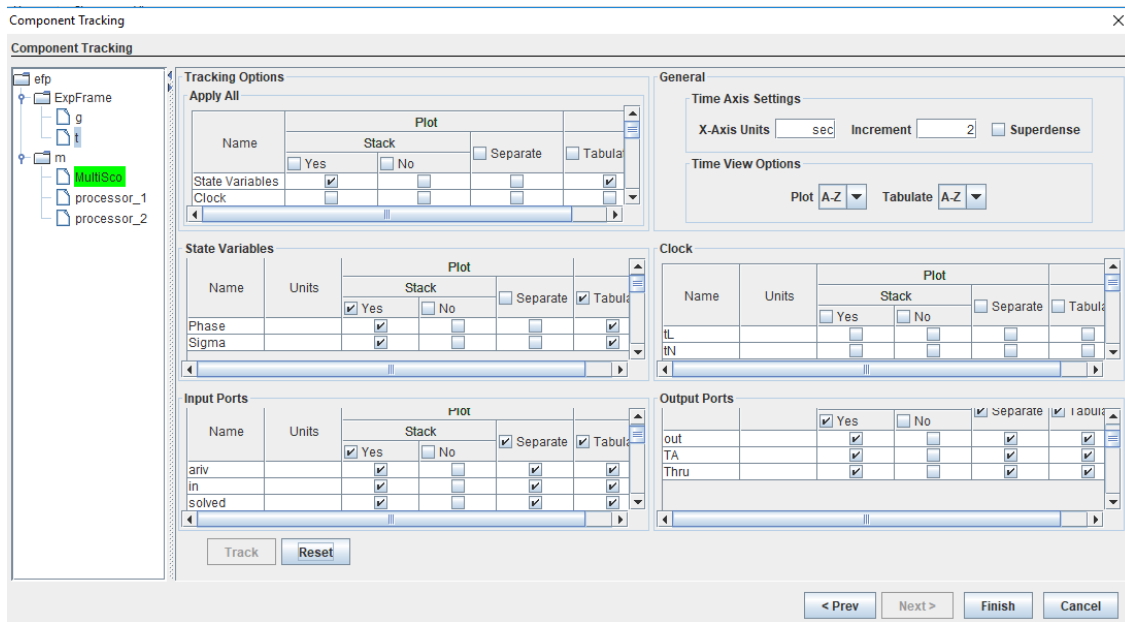 Component Tracking
Component Tracking
efp
ExpFrame
g
t
m
MultiSco
processor_1
processor_2
Tracking Options
Apply All
Name
Plot
Stack
Yes
No
Separate
Tabulat
State Variables
Clock
General
Time Axis Settings
X-Axis Units sec Increment 2 Superdense
Time View Options
Plot A-Z Tabulate A-Z
State Variables
Name
Units
Plot
Stack
Yes
No
Separate
Tabula
Phase
Sigma
Clock
Name
Units
Plot
Stack
Yes
No
Separate
Tabula
tL
tN
Input Ports
Name
Units
Plot
Stack
Yes
No
Separate
Tabula
ariv
in
solved
Output Ports
Yes
No
Separate
Tabula
out
TA
Thru
Track Reset
< Prev Next > Finish Cancel